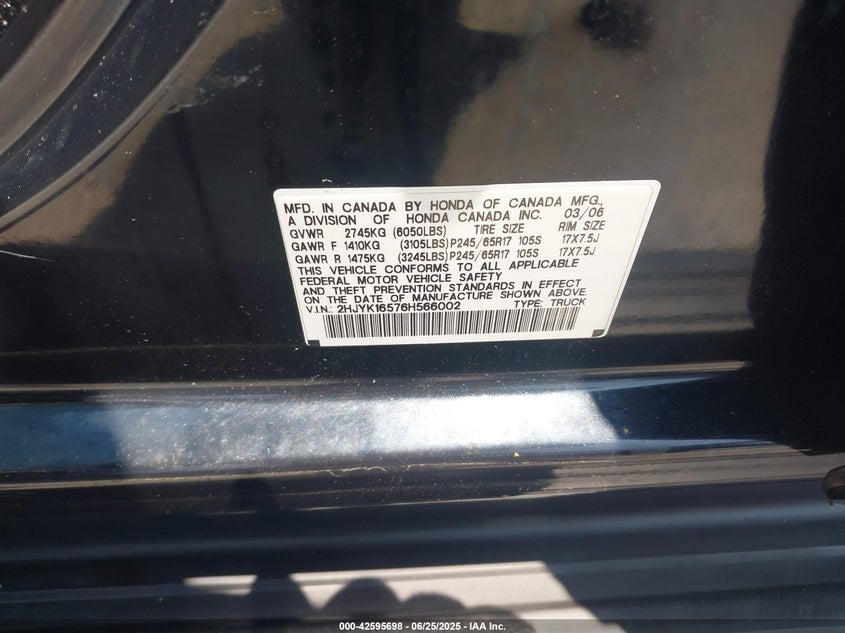 MFD. IN CANADA BY HONDA OF CANADA MFG.,
A DIVISION OF HONDA CANADA INC. 03/06
GVWR 2745KG (6050LBS) TIRE SIZE RIM SIZE
GAWR F 1410KG (3105LBS) P245/65R17 105S 17X7.5J
GAWR R 1475KG (3245LBS) P245/65R17 105S 17X7.5J
THIS VEHICLE CONFORMS TO ALL APPLICABLE
FEDERAL MOTOR VEHICLE SAFETY
AND THEFT PREVENTION STANDARDS IN EFFECT
ON THE DATE OF MANUFACTURE SHOWN ABOVE
V.I.N.: 2HJYK16576H566002 TYPE: TRUCK
000-42595698 - 06/25/2025 - IAA Inc.